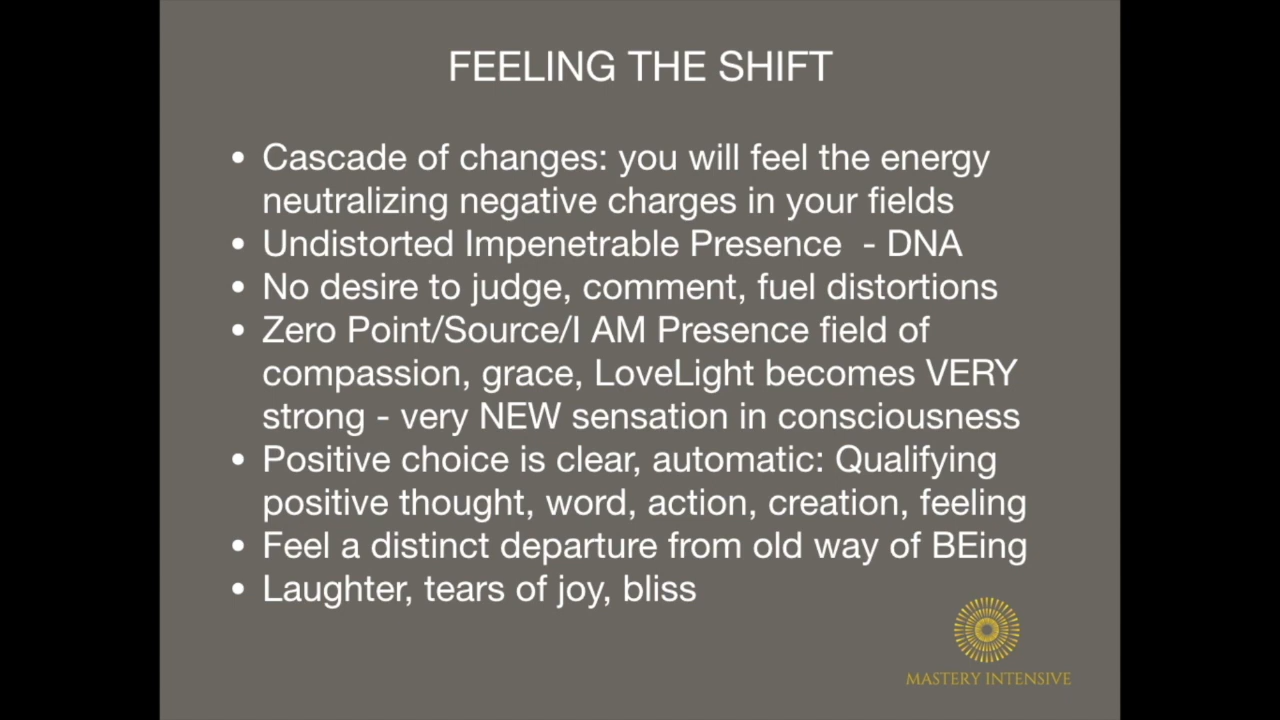 FEELING THE SHIFT
• Cascade of changes: you will feel the energy
neutralizing negative charges in your fields
• Undistorted Impenetrable Presence  - DNA
• No desire to judge, comment, fuel distortions
• Zero Point/Source/I AM Presence field of
compassion, grace, LoveLight becomes VERY
strong - very NEW sensation in consciousness
• Positive choice is clear, automatic: Qualifying
positive thought, word, action, creation, feeling
• Feel a distinct departure from old way of BEing
• Laughter, tears of joy, bliss
MASTERY INTENSIVE